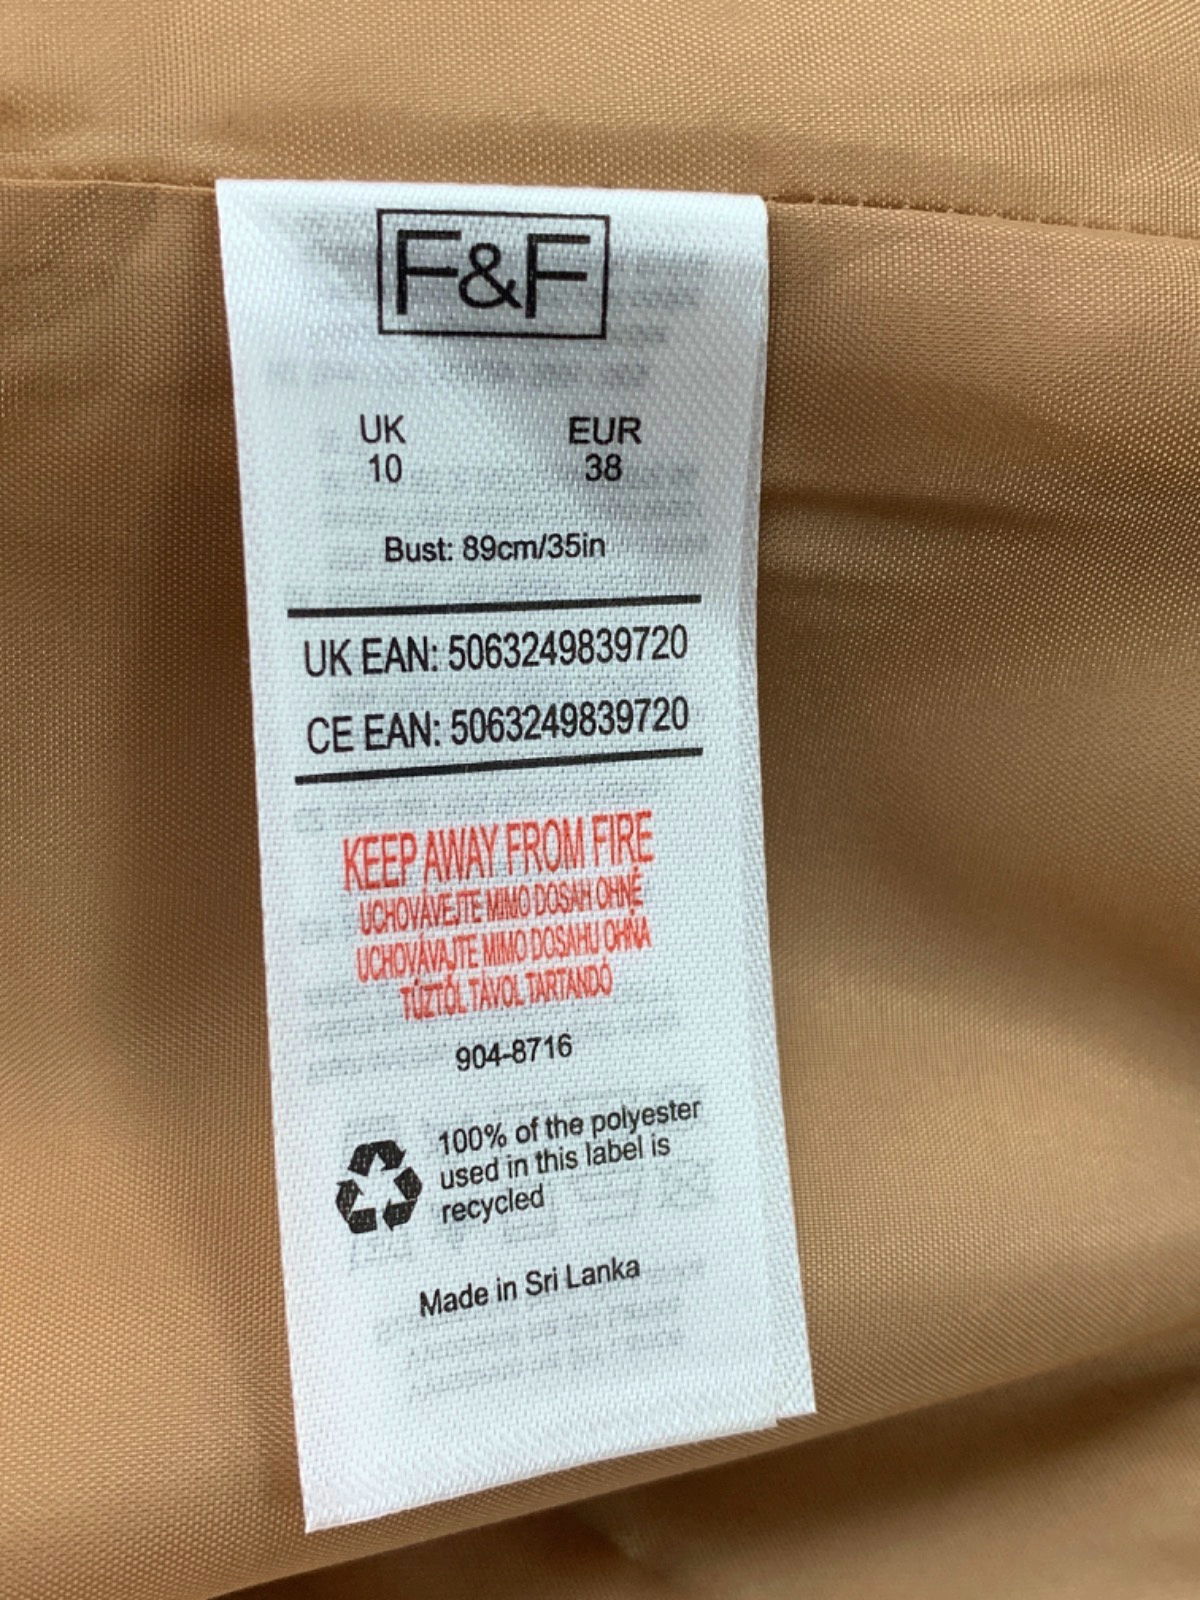 F&F
UK EUR
10 38
Bust: 89cm/35in
UK EAN: 5063249839720
CE EAN: 5063249839720
KEEP AWAY FROM FIRE
UCHOVÁVEJTE MIMO DOSAH OHNĚ
UCHOVÁVAJTE MIMO DOSAHU OHŇA
TŰZTŐL TÁVOL TARTANDÓ
904-8716
100% of the polyester
used in this label is
recycled
Made in Sri Lanka